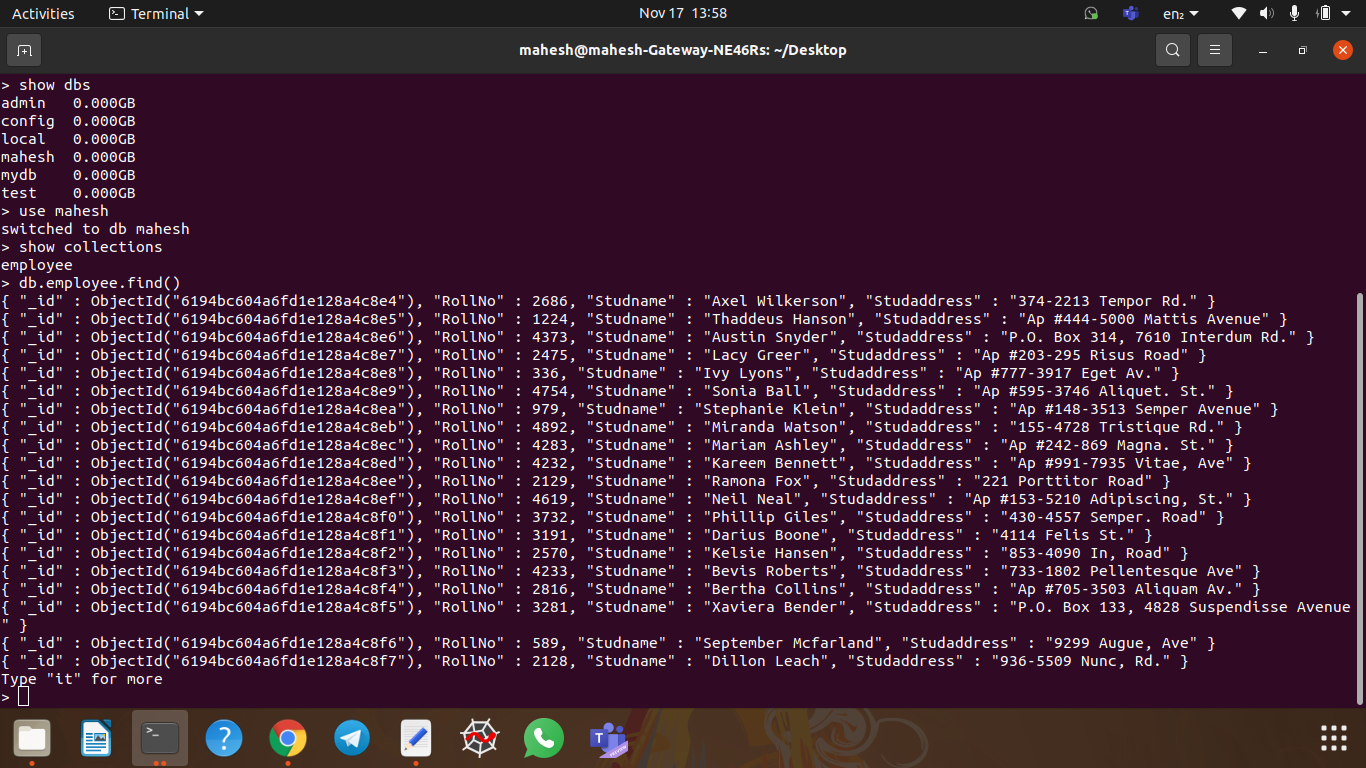 Activities
Terminal
Nov 17 13:58
en₂
mahesh@mahesh-Gateway-NE46Rs: ~/Desktop
> show dbs
admin   0.000GB
config  0.000GB
local   0.000GB
mahesh  0.000GB
mydb    0.000GB
test    0.000GB
> use mahesh
switched to db mahesh
> show collections
employee
> db.employee.find()
{ "_id" : ObjectId("6194bc604a6fd1e128a4c8e4"), "RollNo" : 2686, "Studname" : "Axel Wilkerson", "Studaddress" : "374-2213 Tempor Rd." }
{ "_id" : ObjectId("6194bc604a6fd1e128a4c8e5"), "RollNo" : 1224, "Studname" : "Thaddeus Hanson", "Studaddress" : "Ap #444-5000 Mattis Avenue" }
{ "_id" : ObjectId("6194bc604a6fd1e128a4c8e6"), "RollNo" : 4373, "Studname" : "Austin Snyder", "Studaddress" : "P.O. Box 314, 7610 Interdum Rd." }
{ "_id" : ObjectId("6194bc604a6fd1e128a4c8e7"), "RollNo" : 2475, "Studname" : "Lacy Greer", "Studaddress" : "Ap #203-295 Risus Road" }
{ "_id" : ObjectId("6194bc604a6fd1e128a4c8e8"), "RollNo" : 336, "Studname" : "Ivy Lyons", "Studaddress" : "Ap #777-3917 Eget Av." }
{ "_id" : ObjectId("6194bc604a6fd1e128a4c8e9"), "RollNo" : 4754, "Studname" : "Sonia Ball", "Studaddress" : "Ap #595-3746 Aliquet. St." }
{ "_id" : ObjectId("6194bc604a6fd1e128a4c8ea"), "RollNo" : 979, "Studname" : "Stephanie Klein", "Studaddress" : "Ap #148-3513 Semper Avenue" }
{ "_id" : ObjectId("6194bc604a6fd1e128a4c8eb"), "RollNo" : 4892, "Studname" : "Miranda Watson", "Studaddress" : "155-4728 Tristique Rd." }
{ "_id" : ObjectId("6194bc604a6fd1e128a4c8ec"), "RollNo" : 4283, "Studname" : "Mariam Ashley", "Studaddress" : "Ap #242-869 Magna. St." }
{ "_id" : ObjectId("6194bc604a6fd1e128a4c8ed"), "RollNo" : 4232, "Studname" : "Kareem Bennett", "Studaddress" : "Ap #991-7935 Vitae, Ave" }
{ "_id" : ObjectId("6194bc604a6fd1e128a4c8ee"), "RollNo" : 2129, "Studname" : "Ramona Fox", "Studaddress" : "221 Porttitor Road" }
{ "_id" : ObjectId("6194bc604a6fd1e128a4c8ef"), "RollNo" : 4619, "Studname" : "Neil Neal", "Studaddress" : "Ap #153-5210 Adipiscing, St." }
{ "_id" : ObjectId("6194bc604a6fd1e128a4c8f0"), "RollNo" : 3732, "Studname" : "Phillip Giles", "Studaddress" : "430-4557 Semper. Road" }
{ "_id" : ObjectId("6194bc604a6fd1e128a4c8f1"), "RollNo" : 3191, "Studname" : "Darius Boone", "Studaddress" : "4114 Felis St." }
{ "_id" : ObjectId("6194bc604a6fd1e128a4c8f2"), "RollNo" : 2570, "Studname" : "Kelsie Hansen", "Studaddress" : "853-4090 In, Road" }
{ "_id" : ObjectId("6194bc604a6fd1e128a4c8f3"), "RollNo" : 4233, "Studname" : "Bevis Roberts", "Studaddress" : "733-1802 Pellentesque Ave" }
{ "_id" : ObjectId("6194bc604a6fd1e128a4c8f4"), "RollNo" : 2816, "Studname" : "Bertha Collins", "Studaddress" : "Ap #705-3503 Aliquam Av." }
{ "_id" : ObjectId("6194bc604a6fd1e128a4c8f5"), "RollNo" : 3281, "Studname" : "Xaviera Bender", "Studaddress" : "P.O. Box 133, 4828 Suspendisse Avenue
" }
{ "_id" : ObjectId("6194bc604a6fd1e128a4c8f6"), "RollNo" : 589, "Studname" : "September Mcfarland", "Studaddress" : "9299 Augue, Ave" }
{ "_id" : ObjectId("6194bc604a6fd1e128a4c8f7"), "RollNo" : 2128, "Studname" : "Dillon Leach", "Studaddress" : "936-5509 Nunc, Rd." }
Type "it" for more
>